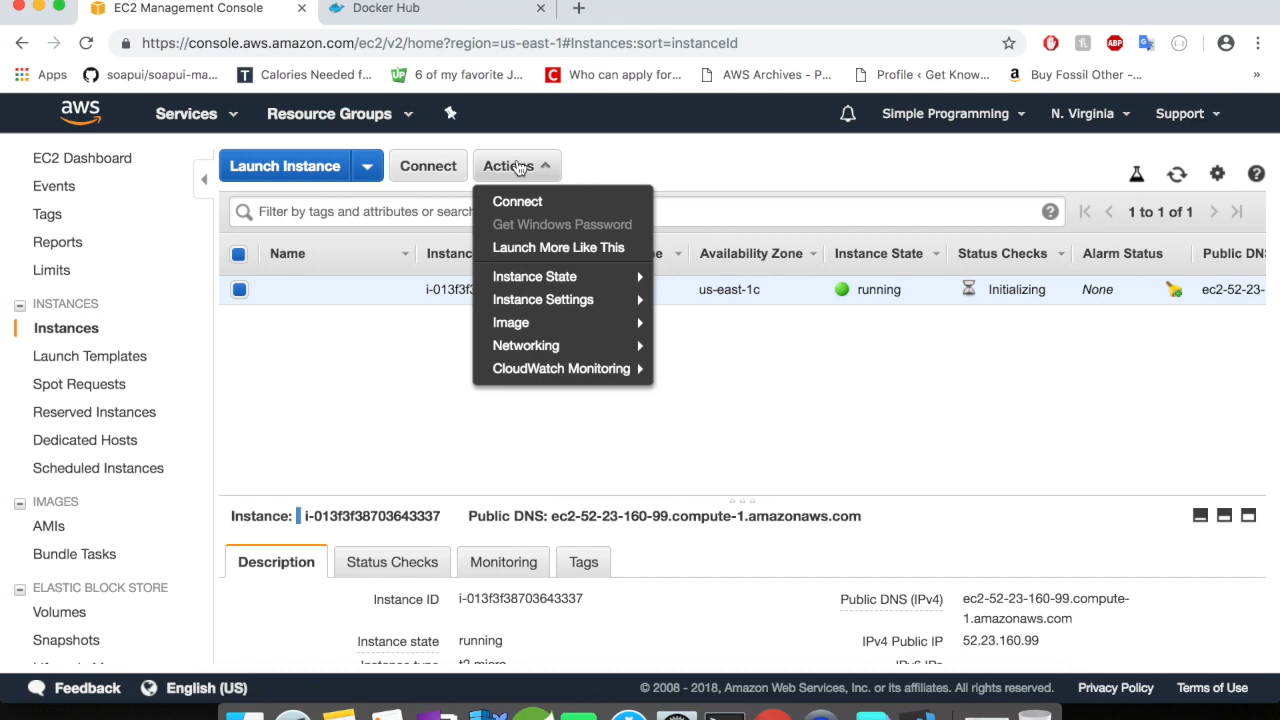 EC2 Management Console
Docker Hub
https://console.aws.amazon.com/ec2/v2/home?region=us-east-1#Instances:sort=instanceId
ABP
Apps
soapui/soapui-ma...
T Calories Needed f...
UP 6 of my favorite J...
C Who can apply for...
AWS Archives - P...
Profile ‹ Get Know...
a Buy Fossil Other -...
»
aws
Services
Resource Groups
Simple Programming
N. Virginia
Support
EC2 Dashboard
Events
Tags
Reports
Limits
INSTANCES
Instances
Launch Templates
Spot Requests
Reserved Instances
Dedicated Hosts
Scheduled Instances
IMAGES
AMIs
Bundle Tasks
ELASTIC BLOCK STORE
Volumes
Snapshots
Launch Instance
Connect
Actions
Connect
Get Windows Password
Launch More Like This
Instance State
Instance Settings
Image
Networking
CloudWatch Monitoring
Filter by tags and attributes or search
1 to 1 of 1
Name
Availability Zone
Instance State
Status Checks
Alarm Status
Public DN
i-013f3f
us-east-1c
running
Initializing
None
ec2-52-23-
Instance: i-013f3f38703643337 Public DNS: ec2-52-23-160-99.compute-1.amazonaws.com
Description
Status Checks
Monitoring
Tags
Instance ID i-013f3f38703643337
Instance state running
t2.micro
Public DNS (IPv4) ec2-52-23-160-99.compute-
1.amazonaws.com
IPv4 Public IP 52.23.160.99
Feedback
English (US)
© 2008 - 2018, Amazon Web Services, Inc. or its affiliates. All rights reserved.
Privacy Policy
Terms of Use